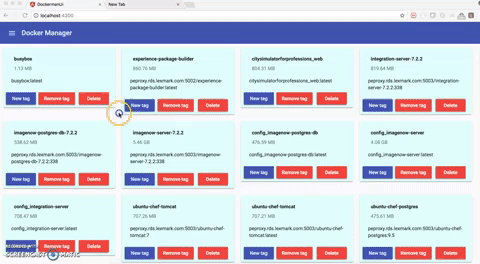 DockermanUi
New Tab
localhost:4200
Docker Manager
busybox
1.13 MB
busybox:latest
New tag Remove tag Delete
experience-package-builder
860.76 MB
peproxy.rds.lexmark.com:5002/experience-
package-builder:latest
New tag Remove tag Delete
citysimulatorforprofessions_web
604.31 MB
citysimulatorforprofessions_web:latest
New tag Remove tag Delete
integration-server-7.2.2
815.64 MB
peproxy.rds.lexmark.com:5003/integration-
server-7.2.2:338
New tag Remove tag Delete
imagenow-postgres-db-7.2.2
538.62 MB
peproxy.rds.lexmark.com:5003/imagenow-
postgres-db-7.2.2:338
New tag Remove tag Delete
imagenow-server-7.2.2
5.46 GB
peproxy.rds.lexmark.com:5003/imagenow-
server-7.2.2:338
New tag Remove tag Delete
config_imagenow-postgres-db
476.99 MB
config_imagenow-postgres-db:latest
New tag Remove tag Delete
config_imagenow-server
4.08 GB
config_imagenow-server:latest
New tag Remove tag Delete
config_integration-server
708.47 MB
config_integration-server:latest
New tag Remove tag Delete
ubuntu-chef-tomcat
707.26 MB
peproxy.rds.lexmark.com:5003/ubuntu-chef-
tomcat:7
New tag Remove tag Delete
ubuntu-chef-tomcat
707.21 MB
peproxy.rds.lexmark.com:5003/ubuntu-chef-
tomcat:latest
New tag Remove tag Delete
ubuntu-chef-postgres
475.61 MB
peproxy.rds.lexmark.com:5003/ubuntu-chef-
postgres:9.5
New tag Remove tag Delete
RECORDED WITH
SCREENCAST MATIC